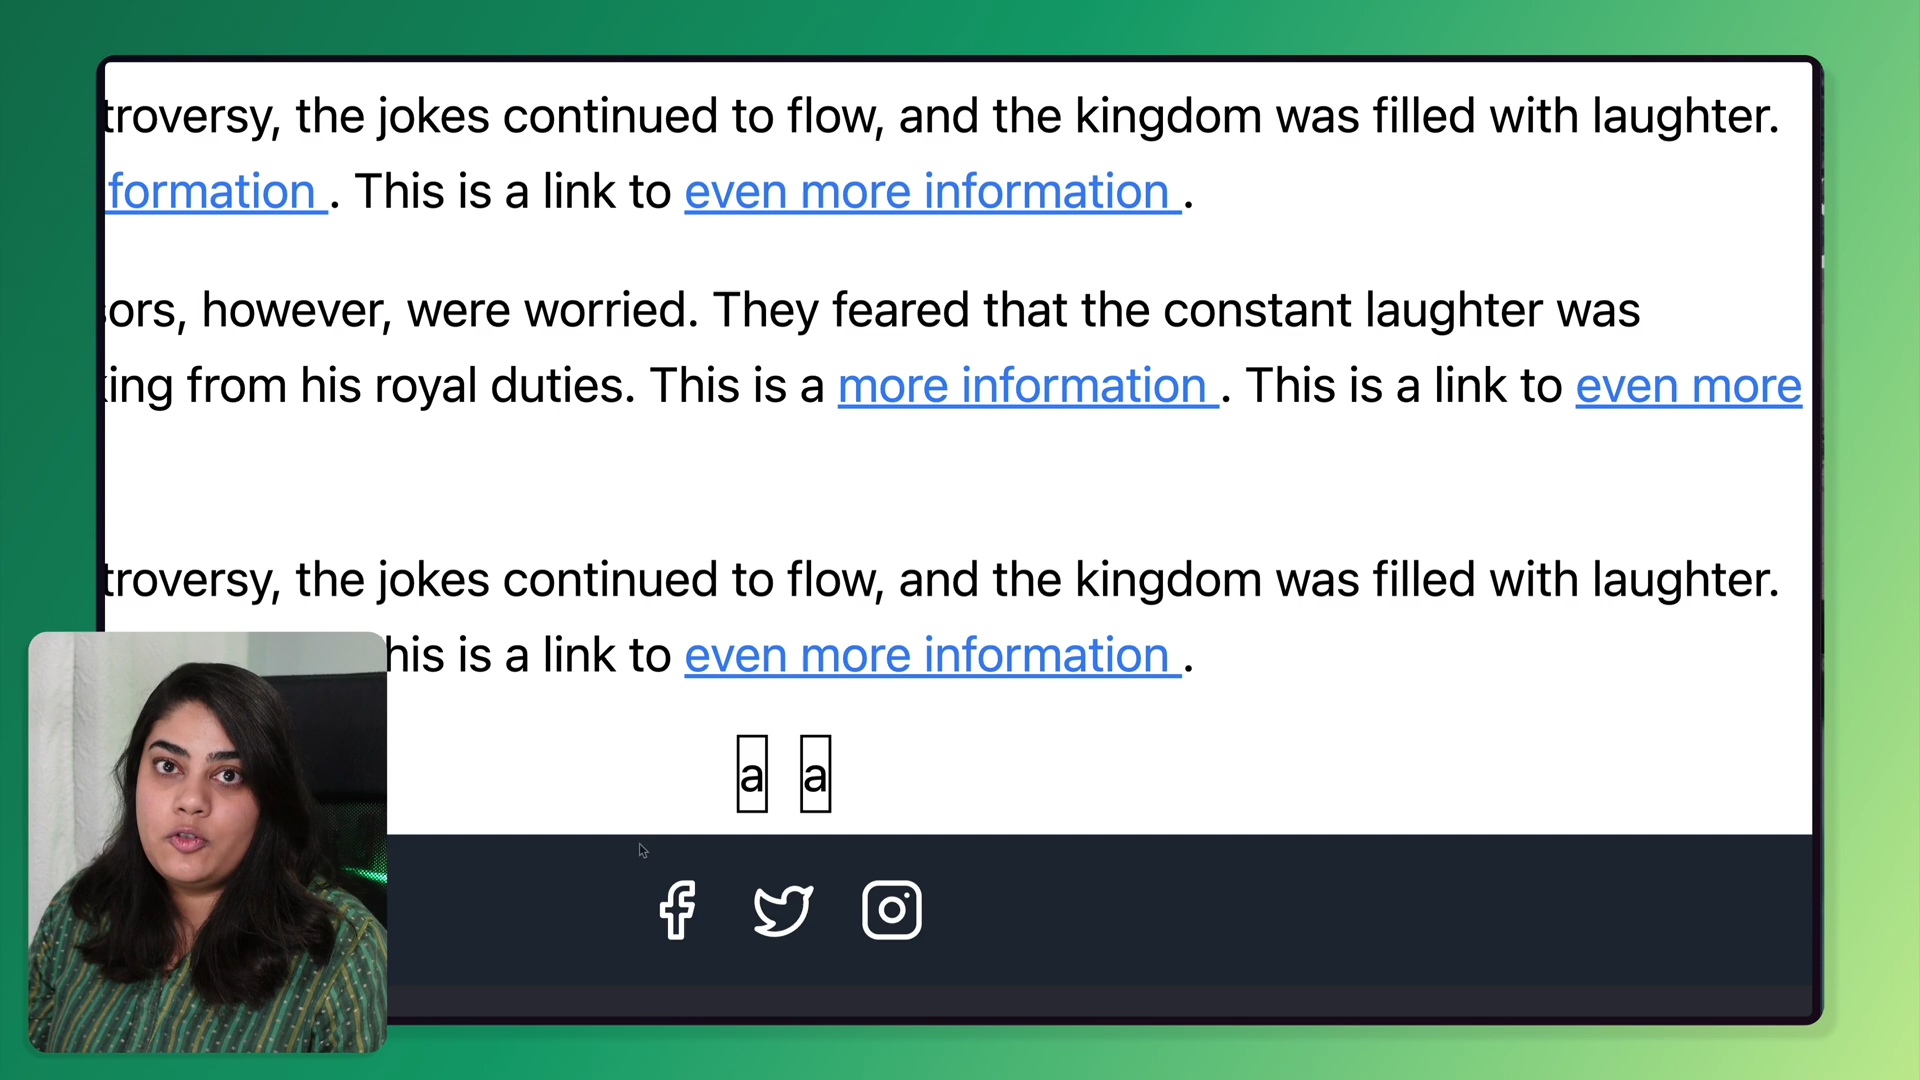 troversy, the jokes continued to flow, and the kingdom was filled with laughter.
formation . This is a link to even more information .
ors, however, were worried. They feared that the constant laughter was
king from his royal duties. This is a more information . This is a link to even more
troversy, the jokes continued to flow, and the kingdom was filled with laughter.
his is a link to even more information .
a a